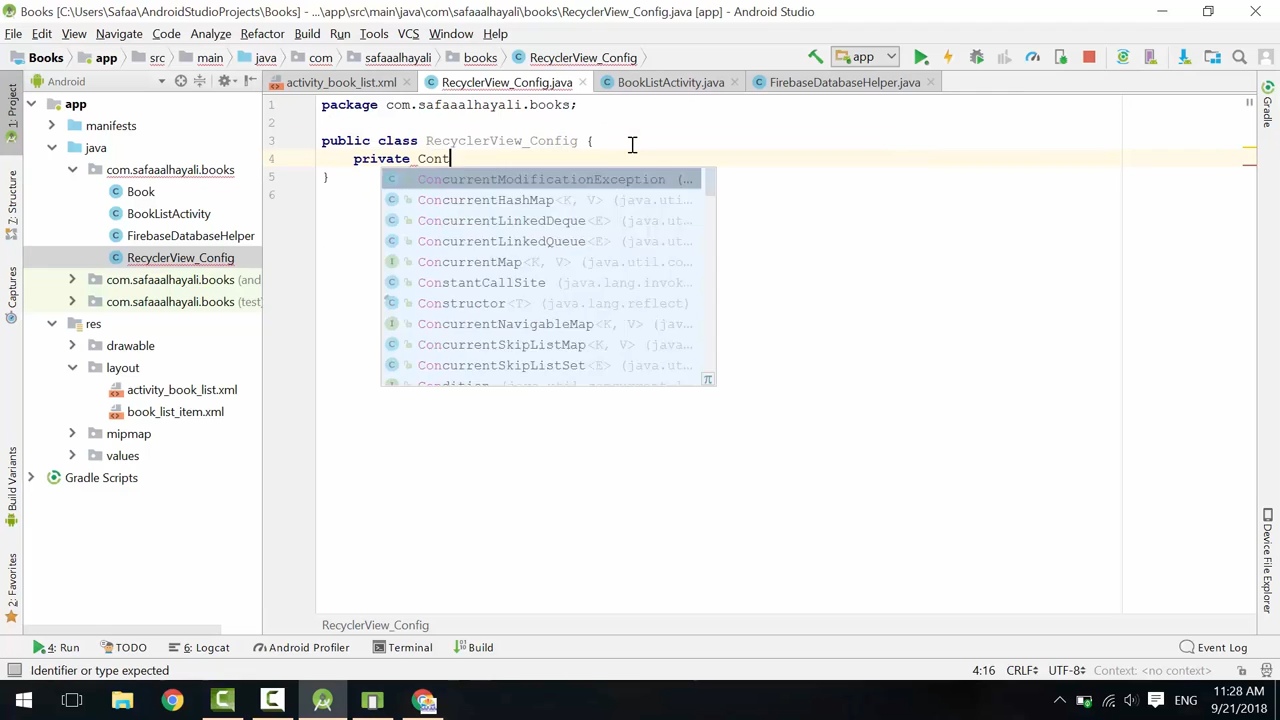 Books [C:\Users\Safaa\AndroidStudioProjects\Books] - ...\app\src\main\java\com\safaaalhayali\books\RecyclerView_Config.java [app] - Android Studio
File Edit View Navigate Code Analyze Refactor Build Run Tools VCS Window Help
Books app src main java com safaaalhayali books RecyclerView_Config app
Android activity_book_list.xml RecyclerView_Config.java BookListActivity.java FirebaseDatabaseHelper.java
1: Project
Z: Structure
Captures
Build Variants
2: Favorites
app
manifests
java
com.safaaalhayali.books
Book
BookListActivity
FirebaseDatabaseHelper
RecyclerView_Config
com.safaaalhayali.books (and
com.safaaalhayali.books (test
res
drawable
layout
activity_book_list.xml
book_list_item.xml
mipmap
values
Gradle Scripts
1 package com.safaaalhayali.books;
2
3 public class RecyclerView_Config {
4 private Cont
5 }
6
ConcurrentModificationException (...
ConcurrentHashMap<K, V> (java.uti...
ConcurrentLinkedDeque<E> (java.ut...
ConcurrentLinkedQueue<E> (java.ut...
ConcurrentMap<K, V> (java.util.co...
ConstantCallSite (java.lang.invok...
Constructor<T> (java.lang.reflect)
ConcurrentNavigableMap<K, V> (jav...
ConcurrentSkipListMap<K, V> (java...
ConcurrentSkipListSet<E> (java.ut...
π
RecyclerView_Config
Gradle
Device File Explorer
4: Run TODO 6: Logcat Android Profiler Terminal Build Event Log
Identifier or type expected 4:16 CRLF UTF-8 Context: <no context>
ENG 11:28 AM
9/21/2018